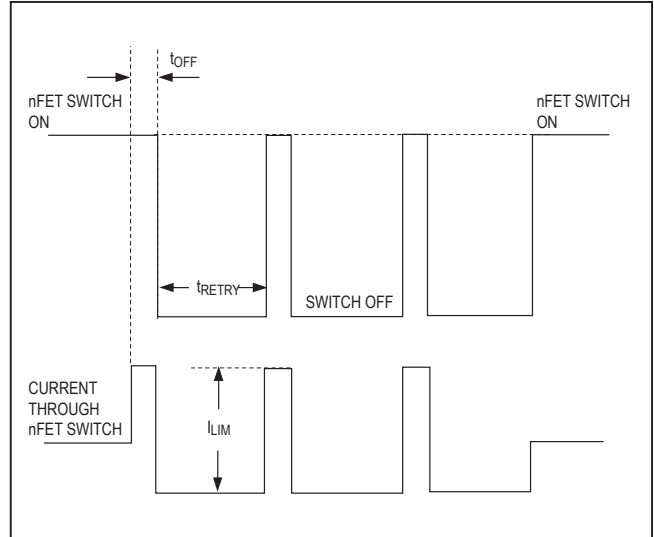 tOFF
nFET SWITCH
ON
nFET SWITCH
ON
tRETRY
SWITCH OFF
CURRENT
THROUGH
nFET SWITCH
ILIM